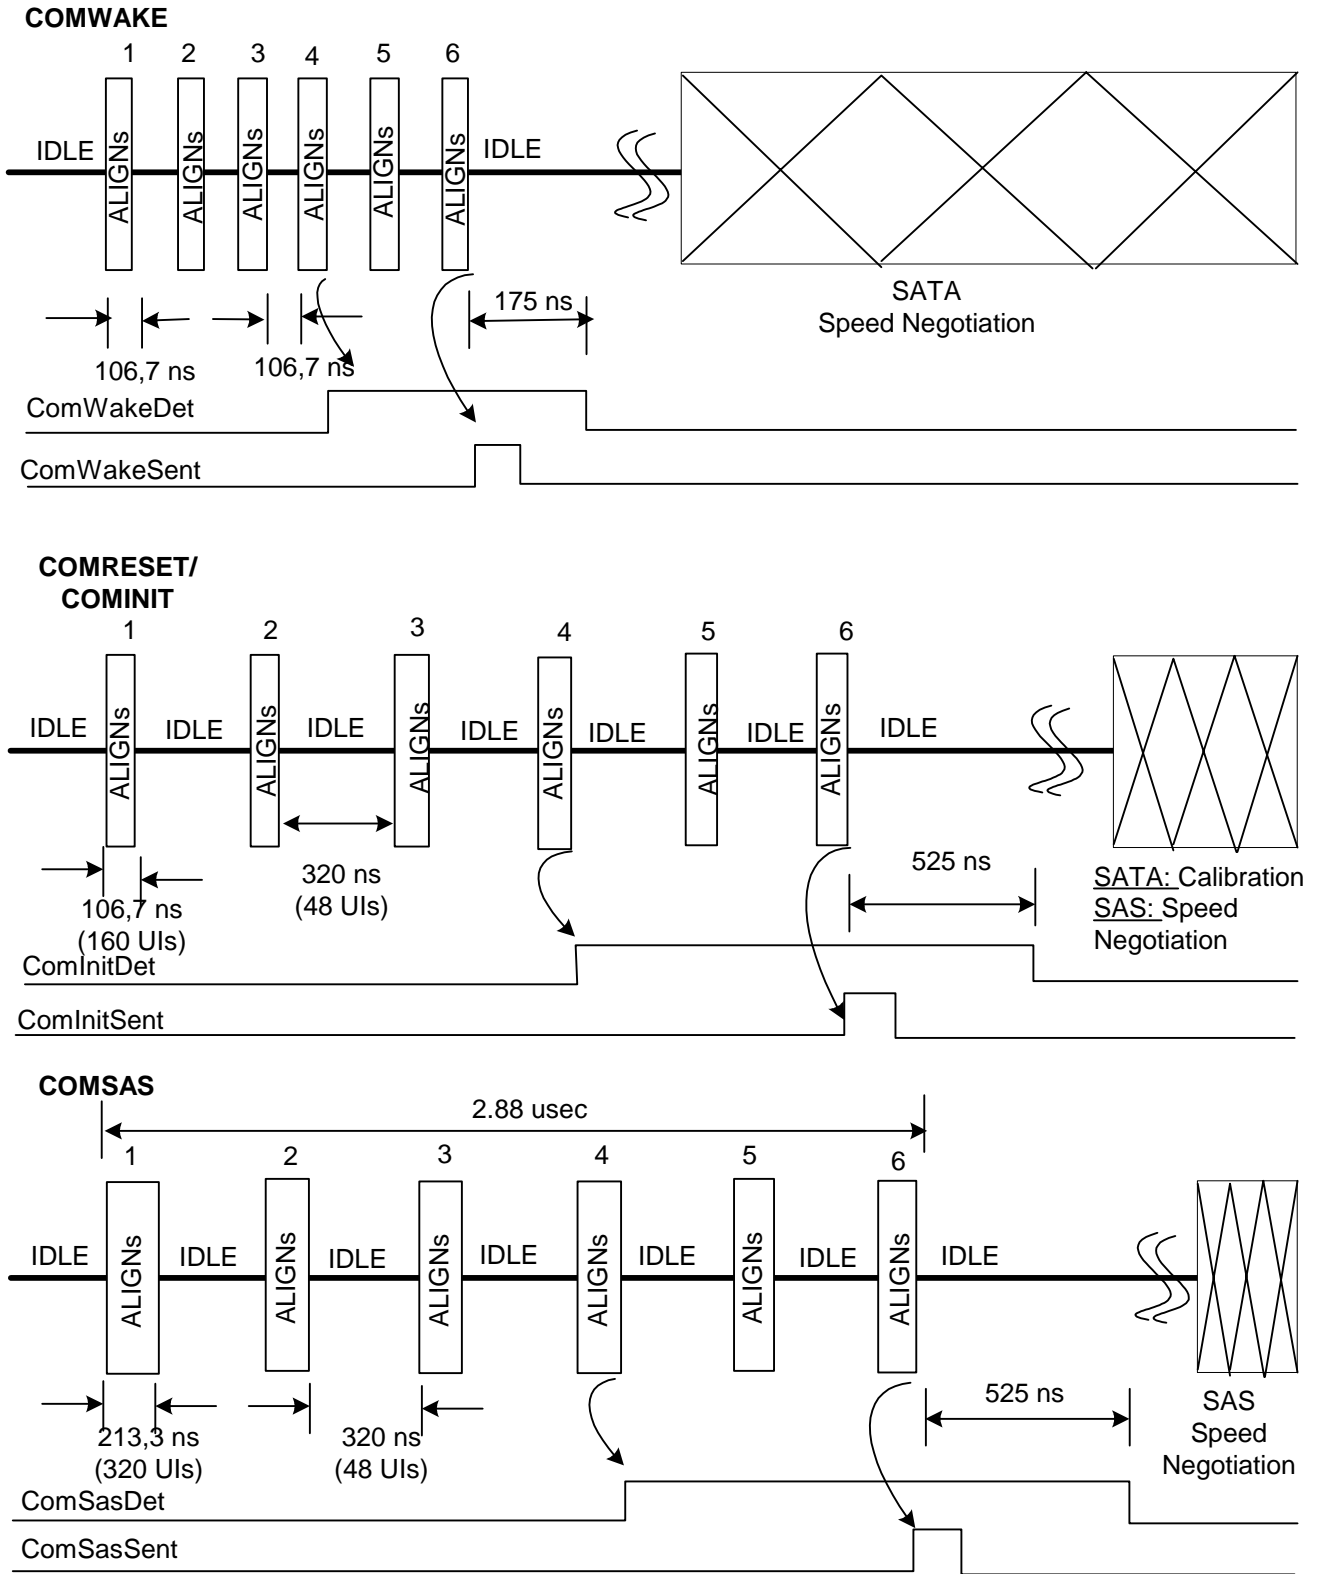 COMWAKE
1 2 3 4 5 6
IDLE ALIGNs ALIGNs ALIGNs ALIGNs ALIGNs ALIGNs IDLE
175 ns
SATA
Speed Negotiation
106,7 ns 106,7 ns
ComWakeDet
ComWakeSent
COMRESET/
COMINIT
1 2 3 4 5 6
IDLE ALIGNs IDLE ALIGNs IDLE ALIGNs IDLE ALIGNs IDLE ALIGNs IDLE ALIGNs IDLE
106,7 ns
(160 UIs)
320 ns
(48 UIs)
525 ns
SATA: Calibration
SAS: Speed
Negotiation
ComInitDet
ComInitSent
COMSAS
2.88 usec
1 2 3 4 5 6
IDLE ALIGNs IDLE ALIGNs IDLE ALIGNs IDLE ALIGNs IDLE ALIGNs IDLE ALIGNs IDLE
213,3 ns
(320 UIs)
320 ns
(48 UIs)
525 ns
SAS
Speed
Negotiation
ComSasDet
ComSasSent